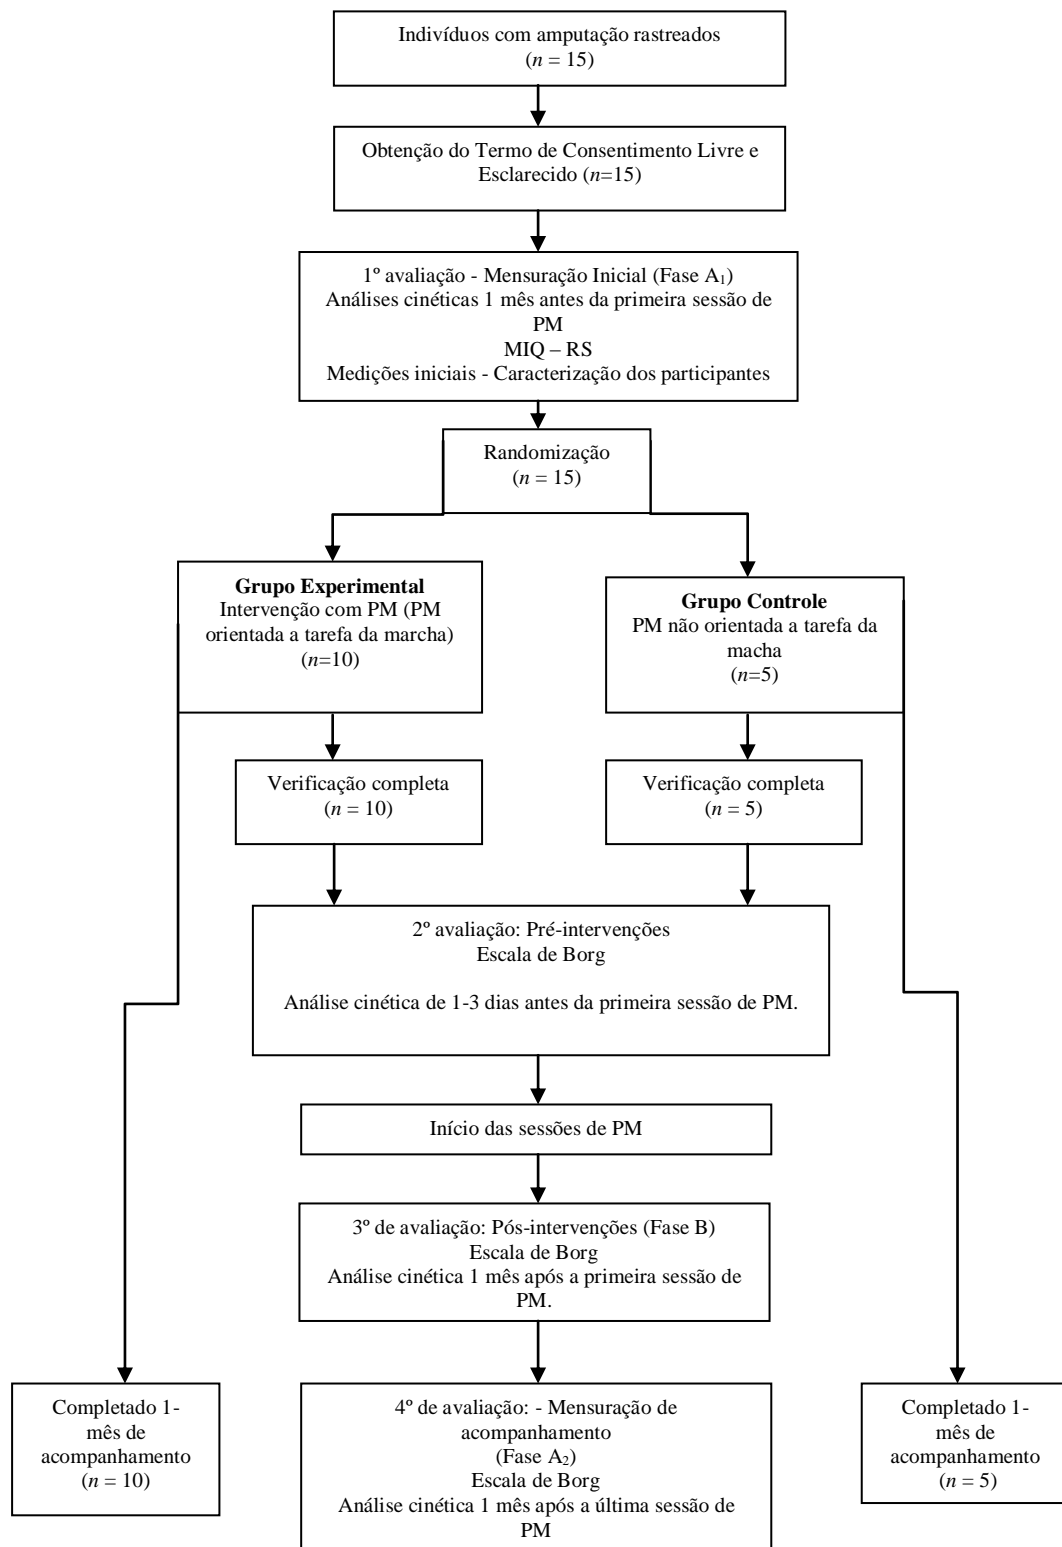 Indivíduos com amputação rastreados
(n = 15)
Obtenção do Termo de Consentimento Livre e
Esclarecido (n=15)
1º avaliação - Mensuração Inicial (Fase A₁)
Análises cinéticas 1 mês antes da primeira sessão de
PM
MIQ – RS
Medições iniciais - Caracterização dos participantes
Randomização
(n = 15)
Grupo Experimental
Intervenção com PM (PM
orientada a tarefa da marcha)
(n=10)
Grupo Controle
PM não orientada a tarefa da
macha
(n=5)
Verificação completa
(n = 10)
Verificação completa
(n = 5)
2º avaliação: Pré-intervenções
Escala de Borg
Análise cinética de 1-3 dias antes da primeira sessão de PM.
Início das sessões de PM
3º de avaliação: Pós-intervenções (Fase B)
Escala de Borg
Análise cinética 1 mês após a primeira sessão de
PM.
Completado 1-
mês de
acompanhamento
(n = 10)
4º de avaliação: - Mensuração de
acompanhamento
(Fase A₂)
Escala de Borg
Análise cinética 1 mês após a última sessão de
PM
Completado 1-
mês de
acompanhamento
(n = 5)